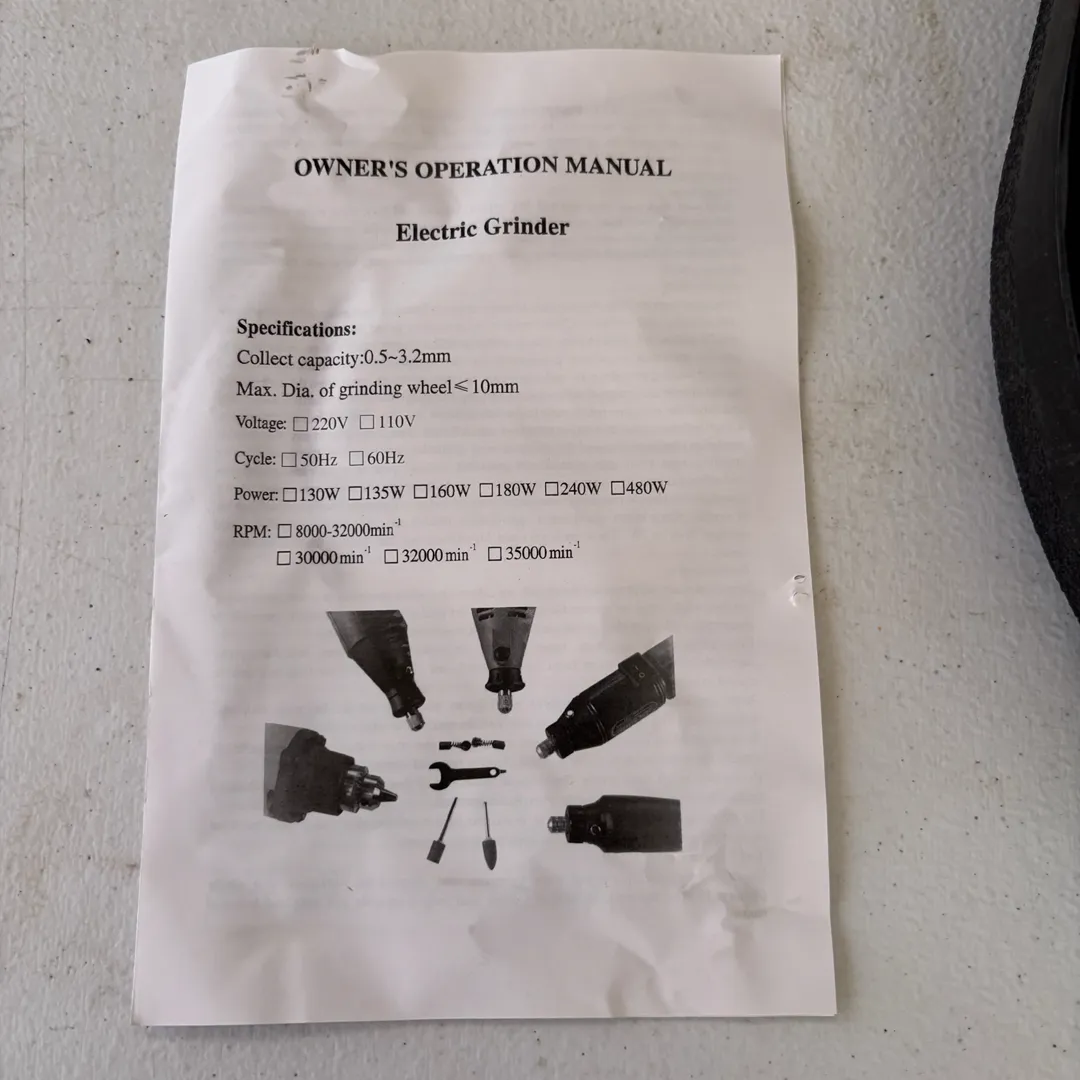 OWNER'S OPERATION MANUAL
Electric Grinder
Specifications:
Collect capacity:0.5~3.2mm
Max. Dia. of grinding wheel≤10mm
Voltage: □220V □110V
Cycle: □50Hz □60Hz
Power: □130W □135W □160W □180W □240W □480W
RPM: □ 8000-32000min⁻¹
□ 30000min⁻¹ □ 32000min⁻¹ □ 35000min⁻¹